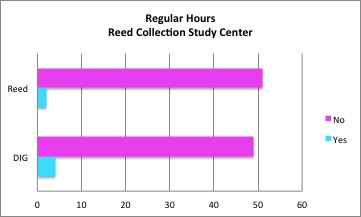 Regular Hours
Reed Collection Study Center
Reed
DIG
No
Yes
0 10 20 30 40 50 60